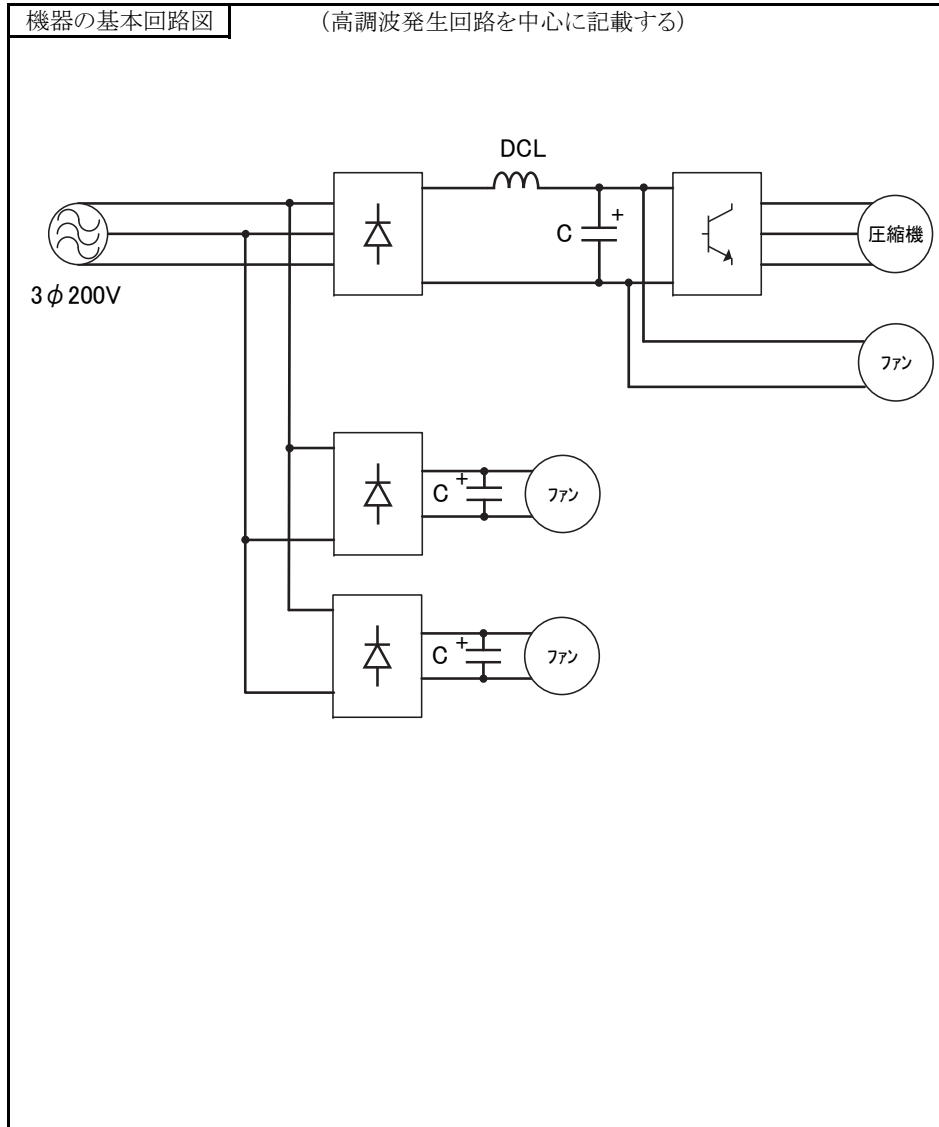 機器の基本回路図
（高調波発生回路を中心に記載する）
DCL
+
C
圧縮機
3φ200V
ファン
+
C
ファン
+
C
ファン